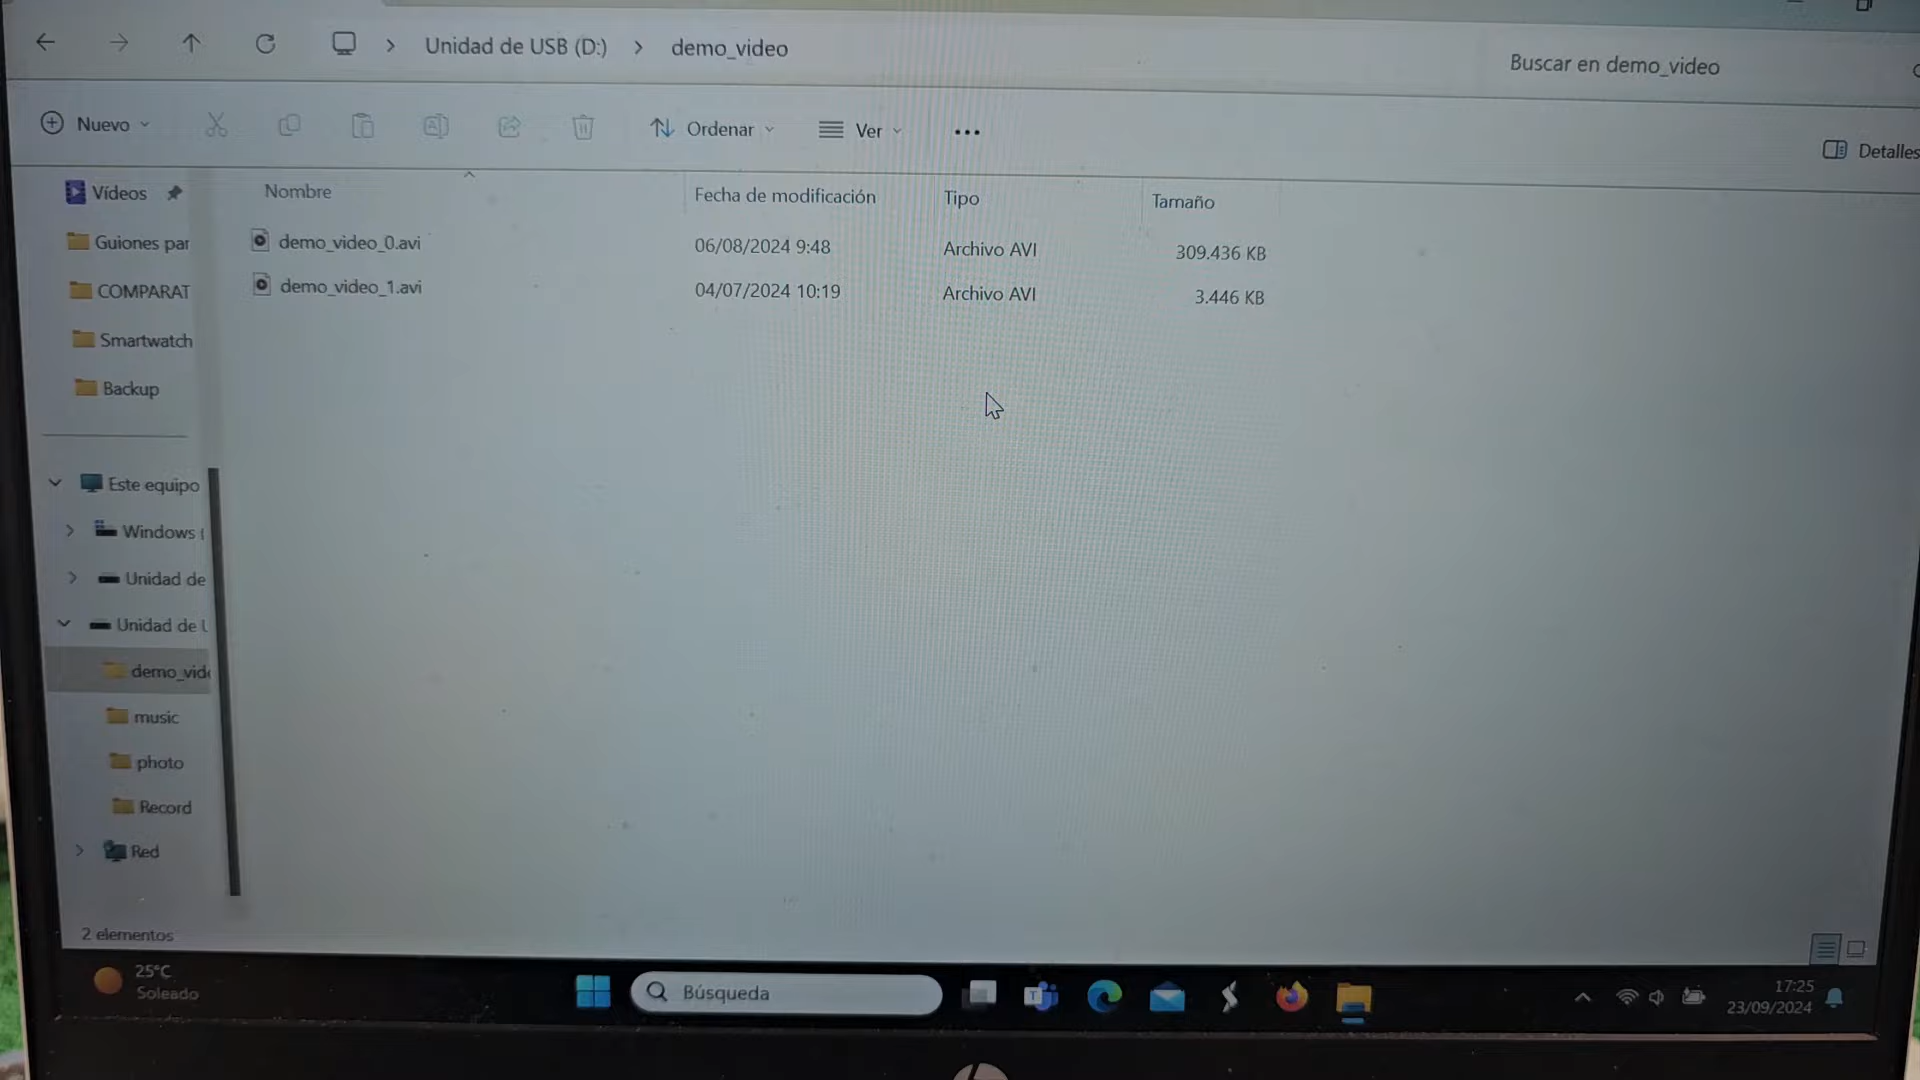 Unidad de USB (D:) > demo_video
Buscar en demo_video
Nuevo
Ordenar
Ver
Detalles
Vídeos
Nombre
Fecha de modificación
Tipo
Tamaño
Guiones par
demo_video_0.avi
06/08/2024 9:48
Archivo AVI
309.436 KB
COMPARAT
demo_video_1.avi
04/07/2024 10:19
Archivo AVI
3.446 KB
Smartwatch
Backup
Este equipo
Windows (
Unidad de
Unidad de U
demo_vide
music
photo
Record
Red
2 elementos
25°C
Soleado
Búsqueda
17:25
23/09/2024